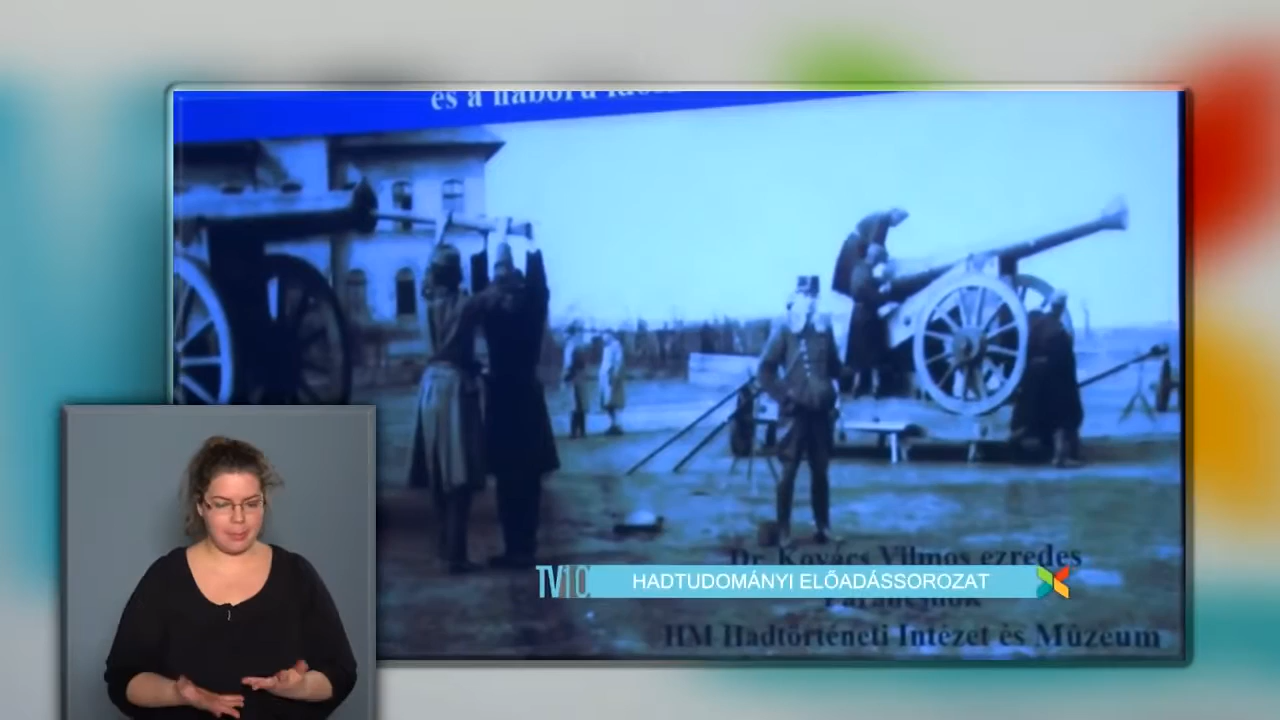 és a háború
Dr. Kovács Vilmos ezredes
TV10
HADTUDOMÁNYI ELŐADÁSSOROZAT
HM Hadtörténeti Intézet és Múzeum